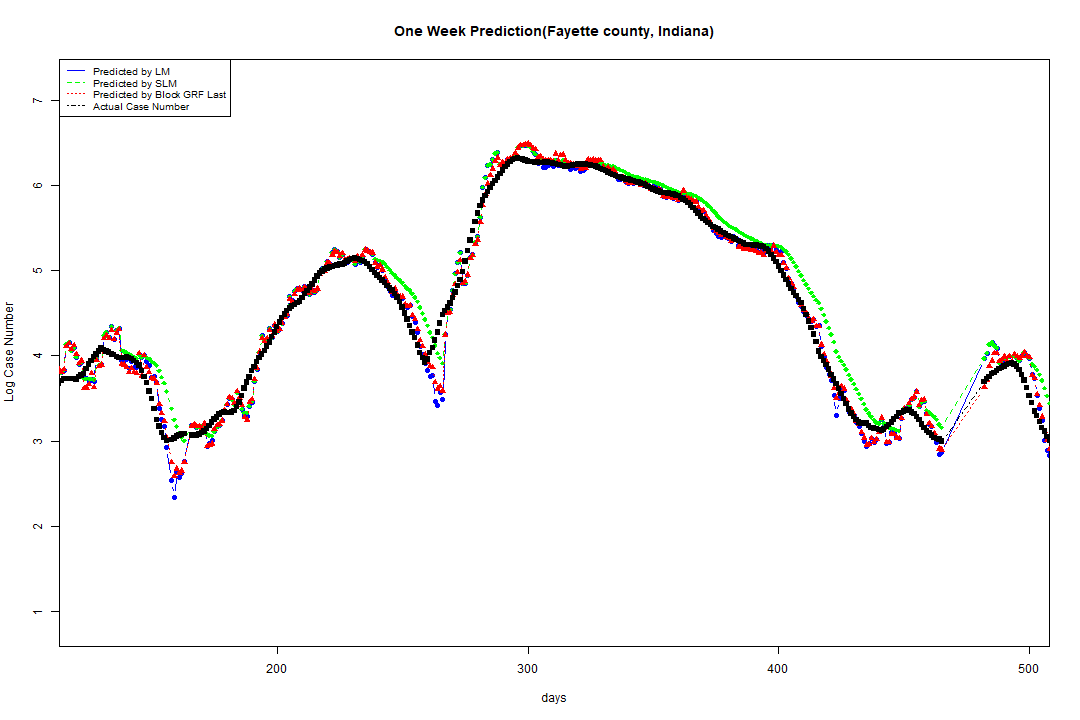 One Week Prediction(Fayette county, Indiana)
Predicted by LM
Predicted by SLM
Predicted by Block GRF Last
Actual Case Number
7
6
5
4
3
2
1
Log Case Number
200
300
400
500
days